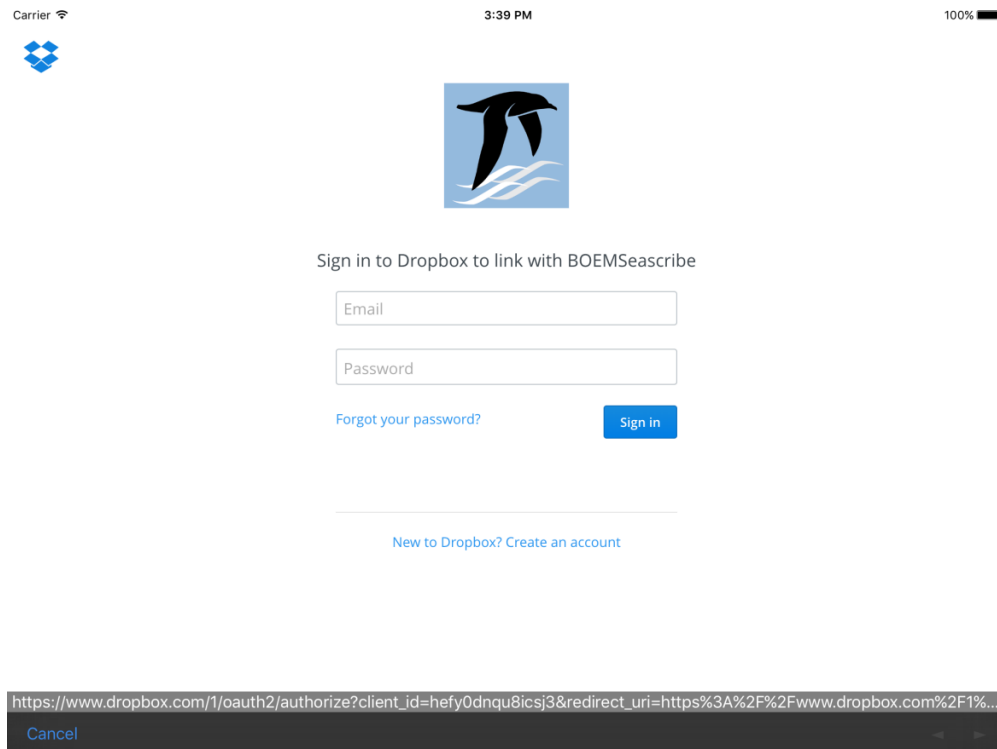 Carrier
3:39 PM
100%
Sign in to Dropbox to link with BOEMSeascribe
Email
Password
Forgot your password?
Sign in
New to Dropbox? Create an account
https://www.dropbox.com/1/oauth2/authorize?client_id=hefy0dnqu8icsj3&redirect_uri=https%3A%2F%2Fwww.dropbox.com%2F1%...
Cancel